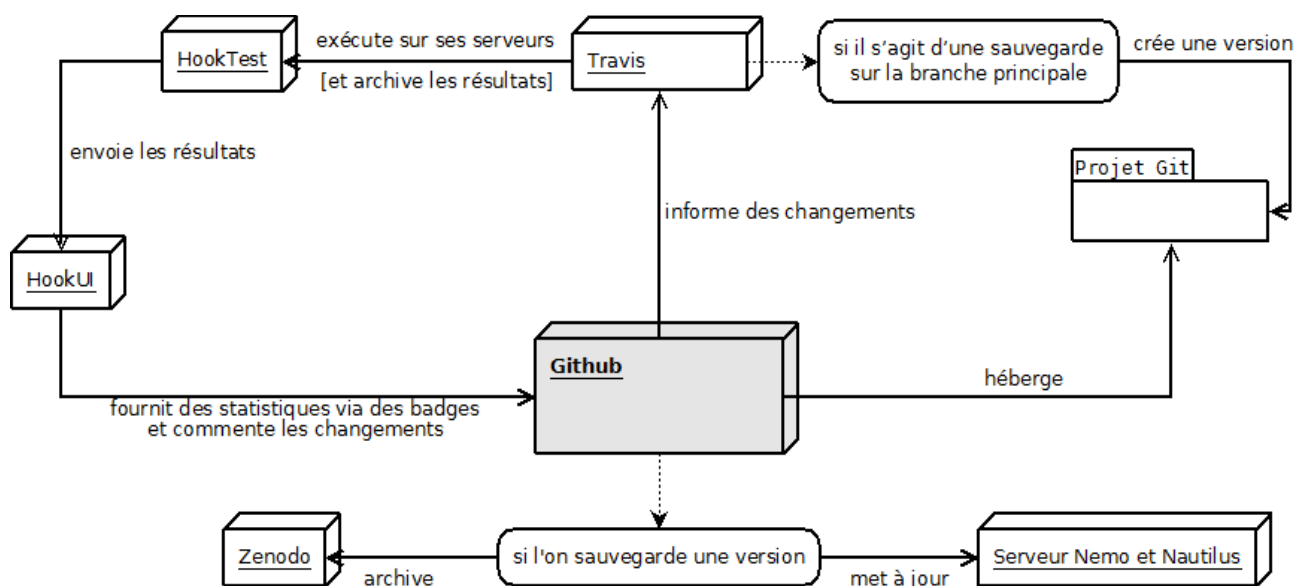 HookTest
exécute sur ses serveurs
[et archive les résultats]
Travis
si il s’agit d’une sauvegarde
sur la branche principale
crée une version
envoie les résultats
Projet Git
informe des changements
HookUI
Github
héberge
fournit des statistiques via des badges
et commente les changements
Zenodo
archive
si l'on sauvegarde une version
met à jour
Serveur Nemo et Nautilus